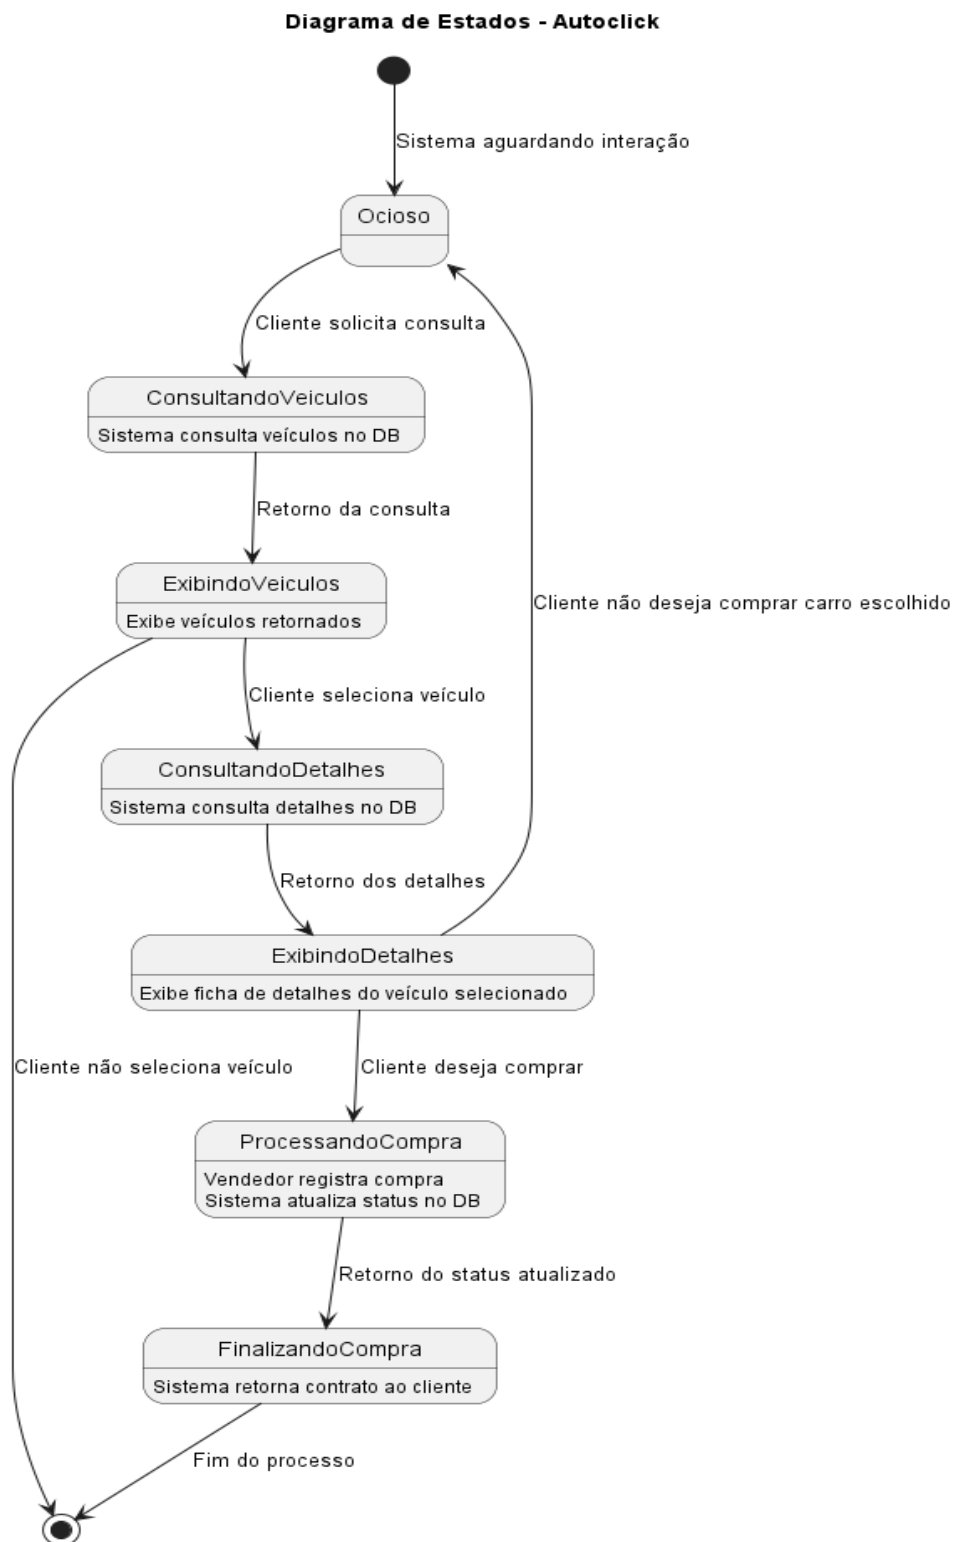 Diagrama de Estados - Autoclick
Sistema aguardando interação
Ocioso
Cliente solicita consulta
ConsultandoVeiculos
Sistema consulta veículos no DB
Retorno da consulta
ExibindoVeiculos
Exibe veículos retornados
Cliente não deseja comprar carro escolhido
Cliente seleciona veículo
ConsultandoDetalhes
Sistema consulta detalhes no DB
Retorno dos detalhes
ExibindoDetalhes
Exibe ficha de detalhes do veículo selecionado
Cliente não seleciona veículo
Cliente deseja comprar
ProcessandoCompra
Vendedor registra compra
Sistema atualiza status no DB
Retorno do status atualizado
FinalizandoCompra
Sistema retorna contrato ao cliente
Fim do processo